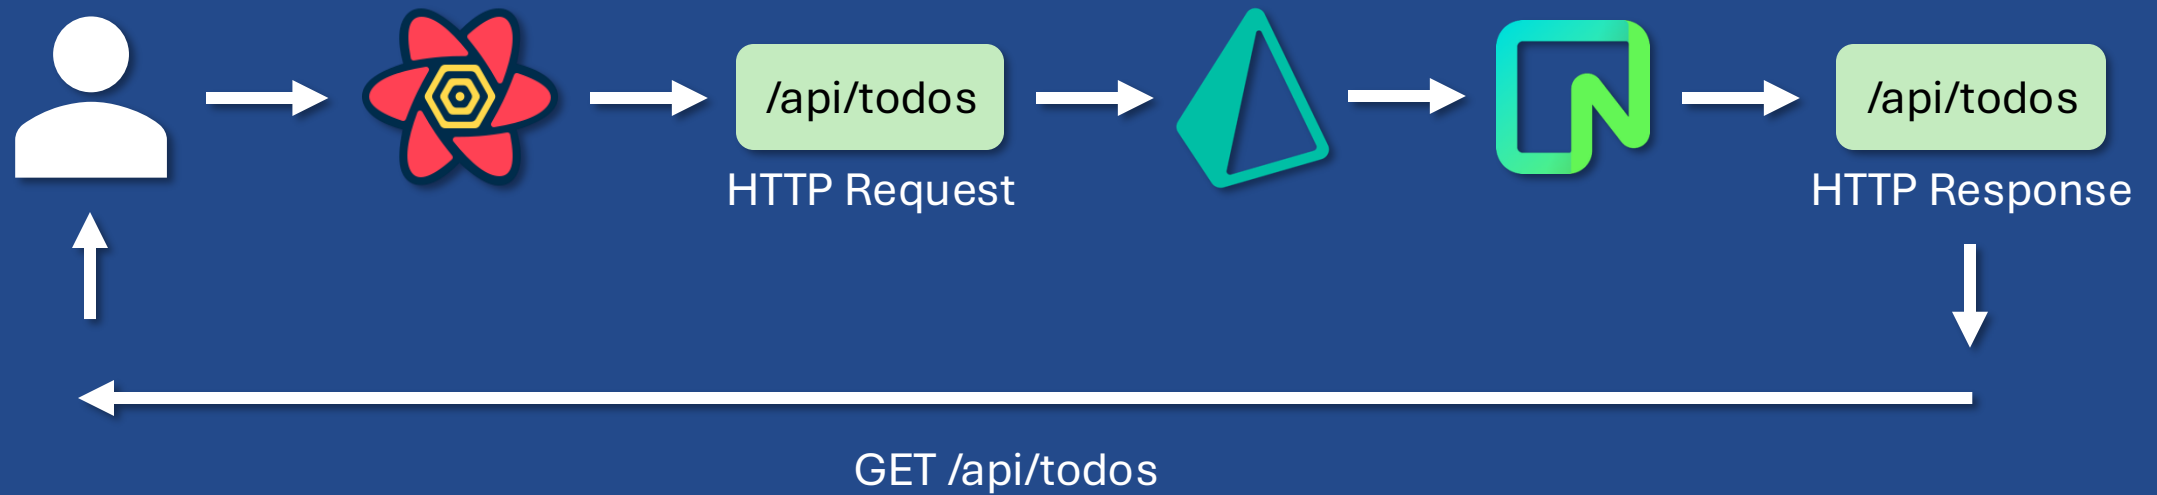 /api/todos
HTTP Request
/api/todos
HTTP Response
GET /api/todos